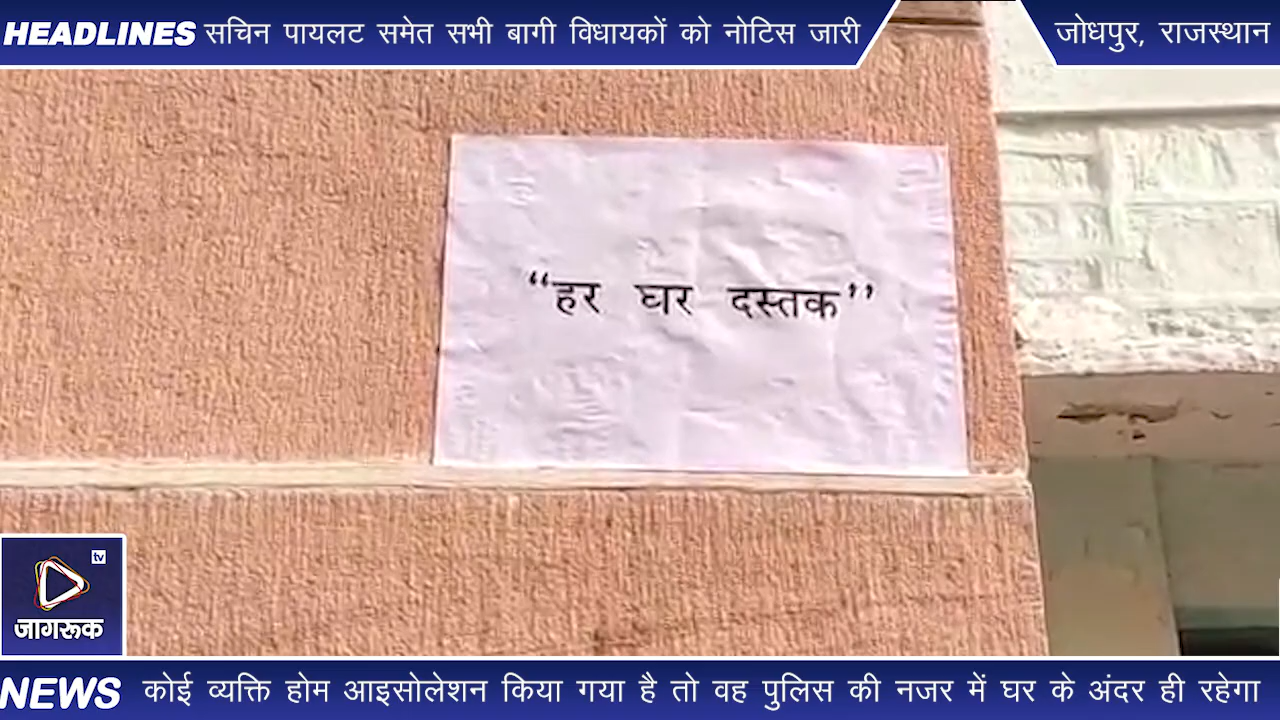 HEADLINES सचिन पायलट समेत सभी बागी विधायकों को नोटिस जारी
जोधपुर, राजस्थान
“हर घर दस्तक’’
tv
जागरूक
NEWS कोई व्यक्ति होम आइसोलेशन किया गया है तो वह पुलिस की नजर में घर के अंदर ही रहेगा